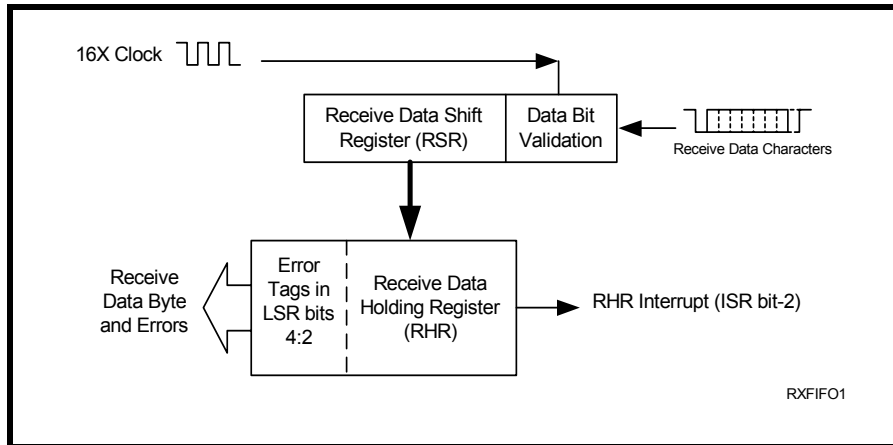 16X Clock
Receive Data Shift
Register (RSR)
Data Bit
Validation
Receive Data Characters
Receive
Data Byte
and Errors
Error
Tags in
LSR bits
4:2
Receive Data
Holding Register
(RHR)
RHR Interrupt (ISR bit-2)
RXFIFO1